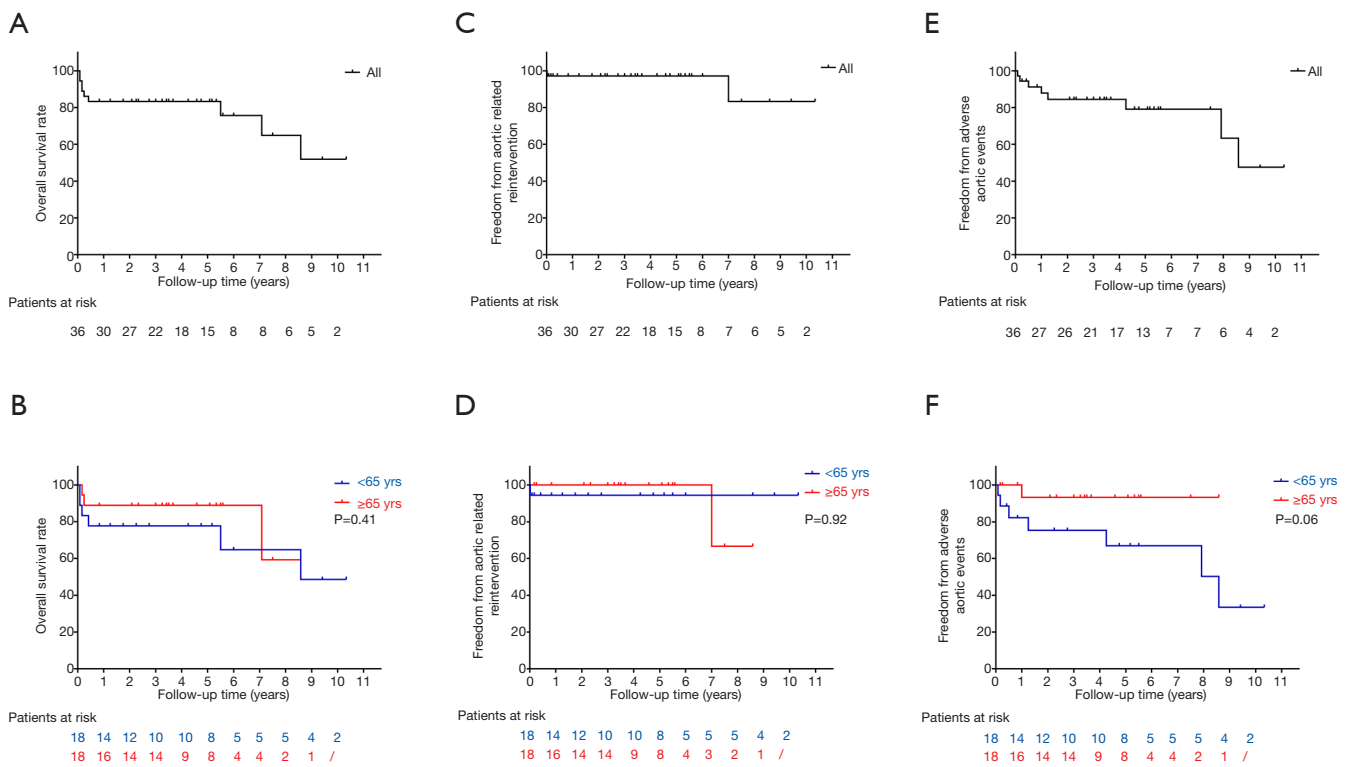 A
Overall survival rate
100
80
60
40
20
0
All
0 1 2 3 4 5 6 7 8 9 10 11
Follow-up time (years)
Patients at risk
36 30 27 22 18 15 8 8 6 5 2
C
Freedom from aortic related
reintervention
100
80
60
40
20
0
All
0 1 2 3 4 5 6 7 8 9 10 11
Follow-up time (years)
Patients at risk
36 30 27 22 18 15 8 7 6 5 2
E
Freedom from adverse
aortic events
100
80
60
40
20
0
All
0 1 2 3 4 5 6 7 8 9 10 11
Follow-up time (years)
Patients at risk
36 27 26 21 17 13 7 7 6 4 2
B
Overall survival rate
100
80
60
40
20
0
<65 yrs
≥65 yrs
P=0.41
0 1 2 3 4 5 6 7 8 9 10 11
Follow-up time (years)
Patients at risk
18 14 12 10 10 8 5 5 5 4 2
18 16 14 14 9 8 4 4 2 1 /
D
Freedom from aortic related
reintervention
100
80
60
40
20
0
<65 yrs
≥65 yrs
P=0.92
0 1 2 3 4 5 6 7 8 9 10 11
Follow-up time (years)
Patients at risk
18 14 12 10 10 8 5 5 5 4 2
18 16 14 14 9 8 4 3 2 1 /
F
Freedom from adverse
aortic events
100
80
60
40
20
0
<65 yrs
≥65 yrs
P=0.06
0 1 2 3 4 5 6 7 8 9 10 11
Follow-up time (years)
Patients at risk
18 14 12 10 10 8 5 5 5 4 2
18 16 14 14 9 8 4 4 2 1 /